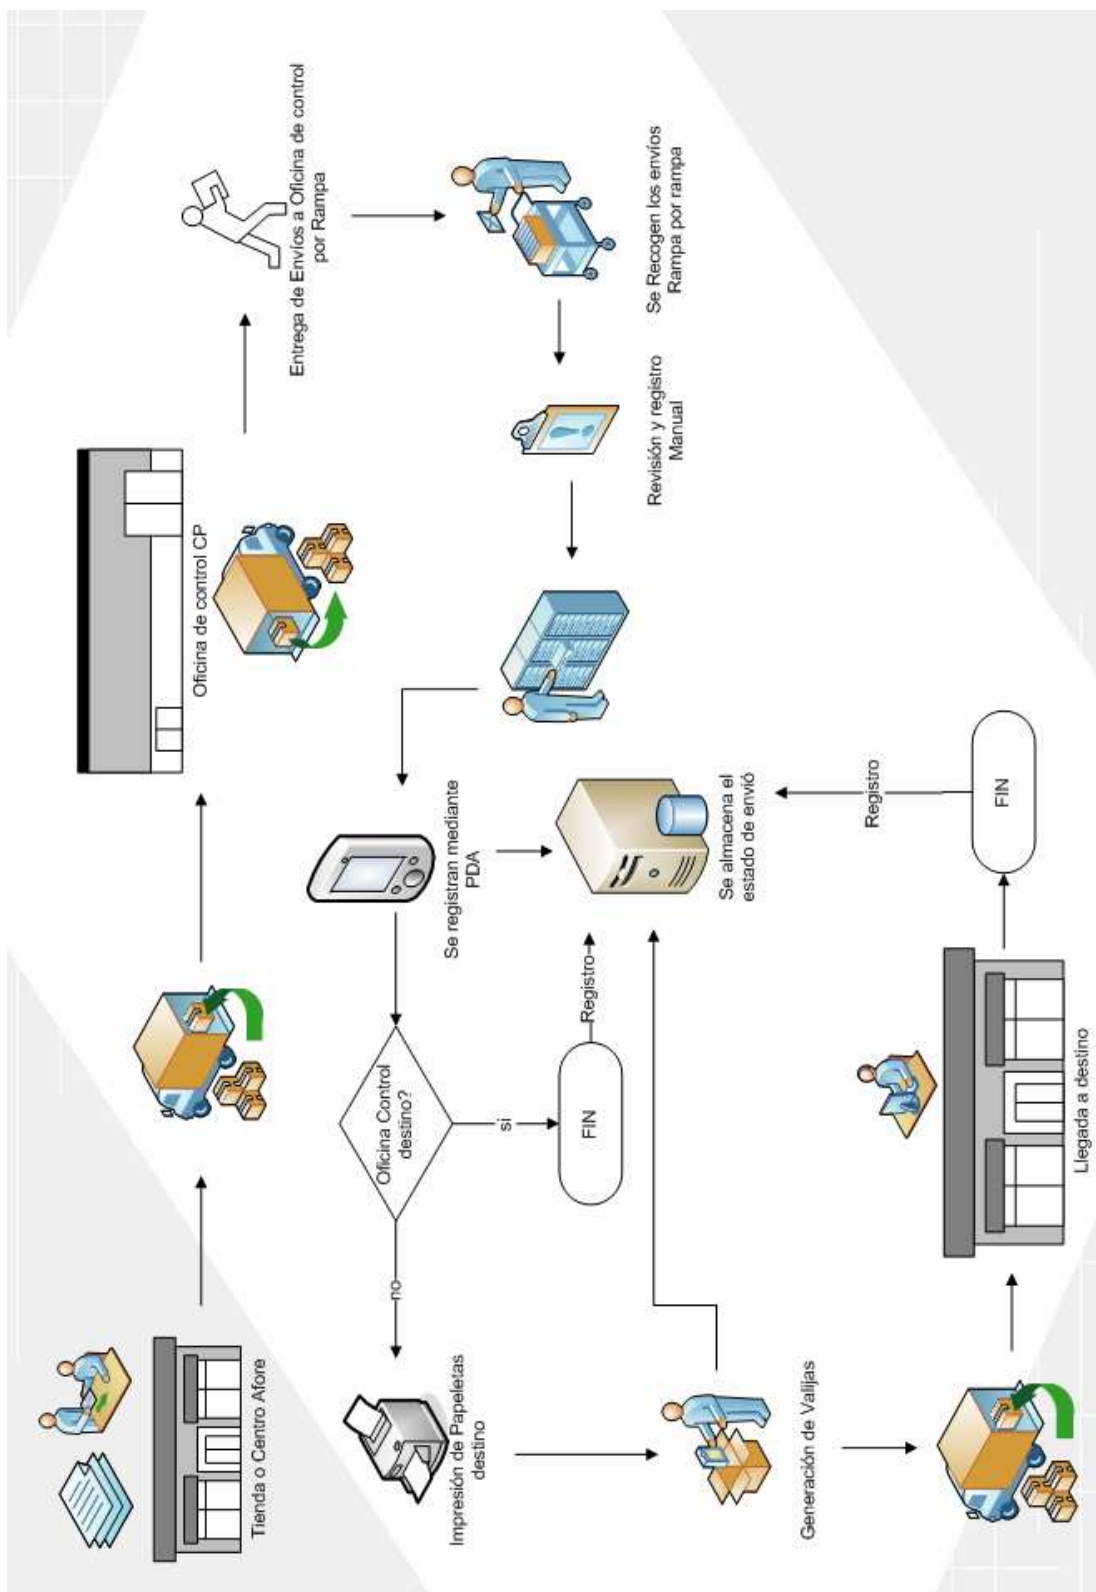 Tienda o Centro Afore
Oficina de control CP
Entrega de Envíos a Oficina de control
por Rampa
Se Recogen los envíos
Rampa por rampa
Revisión y registro
Manual
Se registran mediante
PDA
Se almacena el
estado de envió
Oficina Control
destino?
si
FIN
Registro
no
Impresión de Papeletas
destino
Generación de Valijas
Llegada a destino
FIN
Registro